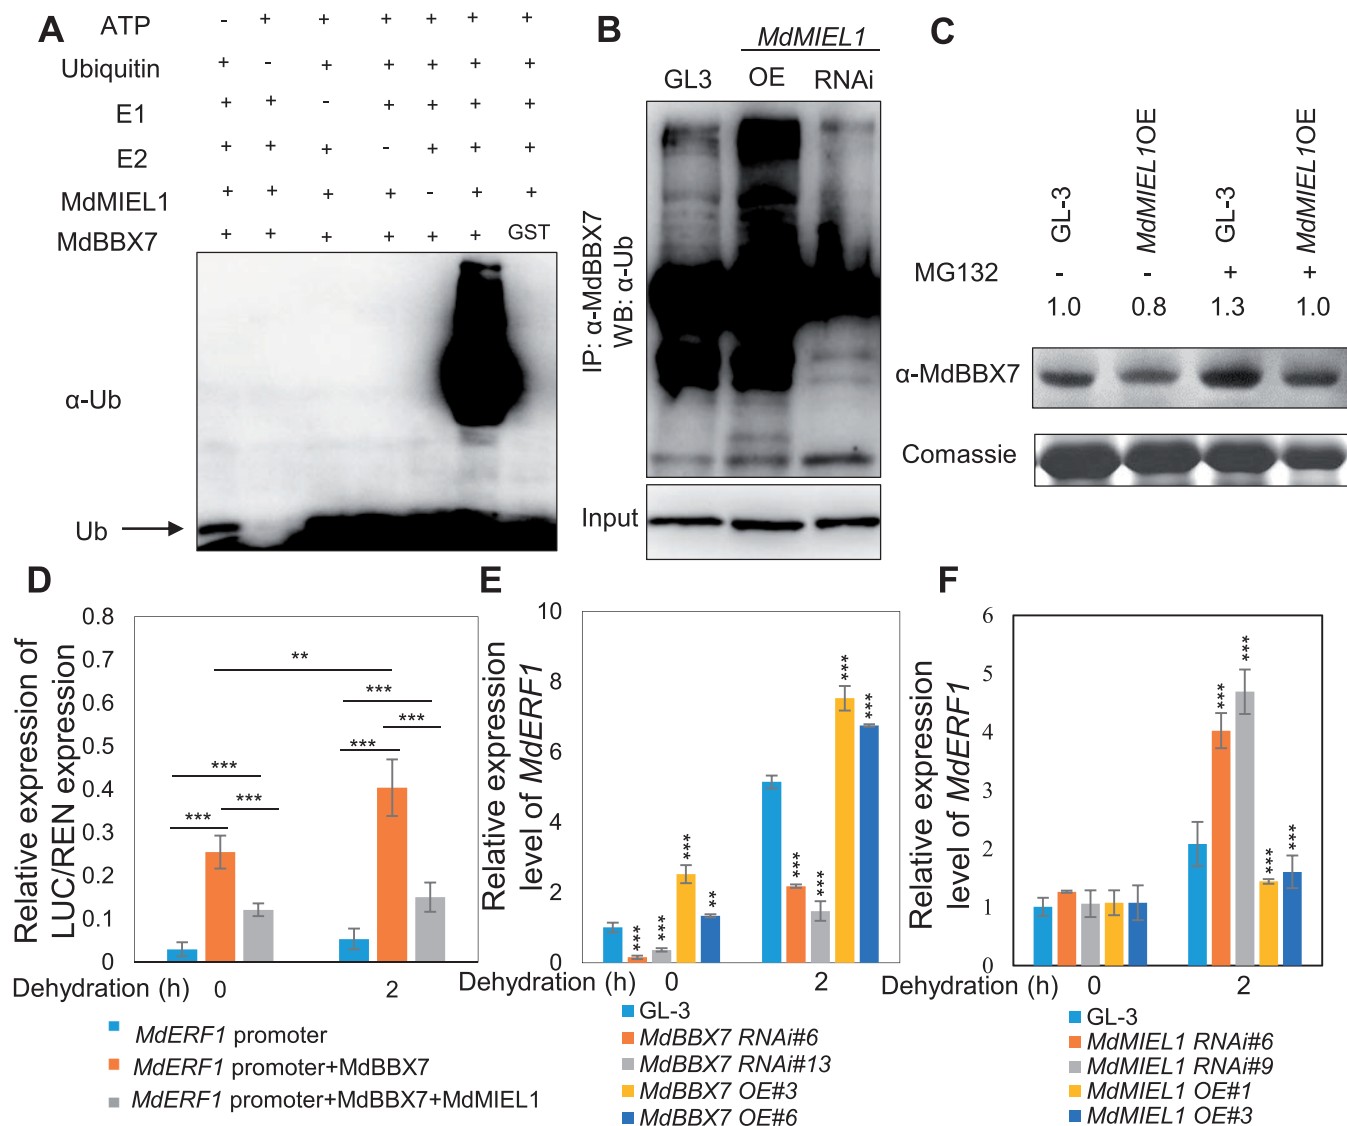 A
ATP - + + + + + +
Ubiquitin + - + + + + +
E1 + + - + + + +
E2 + + + - + + +
MdMIEL1 + + + + - + +
MdBBX7 + + + + + + GST
α-Ub
Ub
B
MdMIEL1
GL3 OE RNAi
IP: α-MdBBX7
WB: α-Ub
Input
C
GL-3 MdMIEL1OE GL-3 MdMIEL1OE
MG132 - - + +
1.0 0.8 1.3 1.0
α-MdBBX7
Comassie
D
Relative expression of
LUC/REN expression
0.8
0.7
0.6
0.5
0.4
0.3
0.2
0.1
0
**
***
***
***
***
***
***
Dehydration (h) 0 2
MdERF1 promoter
MdERF1 promoter+MdBBX7
MdERF1 promoter+MdBBX7+MdMIEL1
E
Relative expression
level of MdERF1
10
8
6
4
2
0
*** *** *** ** *** *** *** ***
Dehydration (h) 0 2
GL-3
MdBBX7 RNAi#6
MdBBX7 RNAi#13
MdBBX7 OE#3
MdBBX7 OE#6
F
Relative expression
level of MdERF1
6
5
4
3
2
1
0
*** *** *** ***
Dehydration (h) 0 2
GL-3
MdMIEL1 RNAi#6
MdMIEL1 RNAi#9
MdMIEL1 OE#1
MdMIEL1 OE#3